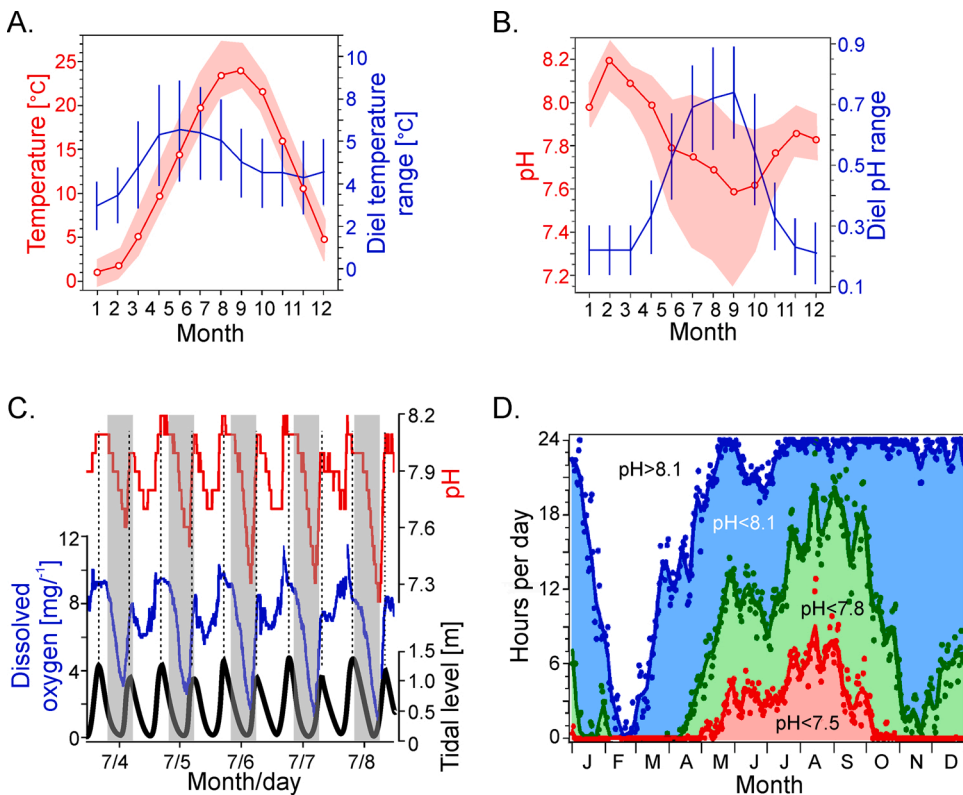 A.
Temperature [°C]
25
20
15
10
5
0
10
8
6
4
2
0
Diel temperature
range [°C]
1 2 3 4 5 6 7 8 9 10 11 12
Month
B.
pH
8.2
8.0
7.8
7.6
7.4
7.2
0.9
0.7
0.5
0.3
0.1
Diel pH range
1 2 3 4 5 6 7 8 9 10 11 12
Month
C.
8.2
7.9
7.6
7.3
pH
Dissolved
oxygen [mg/⁻¹]
12
8
4
0
1.5
1.0
0.5
0
Tidal level [m]
7/4 7/5 7/6 7/7 7/8
Month/day
D.
Hours per day
24
18
12
6
0
pH>8.1
pH<8.1
pH<7.8
pH<7.5
J F M A M J J A S O N D
Month